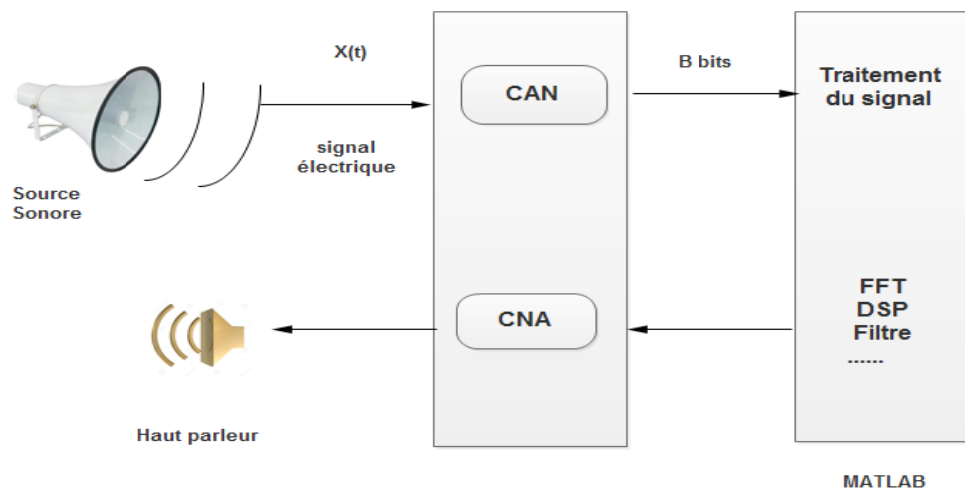 X(t)
CAN
B bits
Traitement
du signal
signal
électrique
Source
Sonore
FFT
DSP
Filtre
......
CNA
Haut parleur
MATLAB